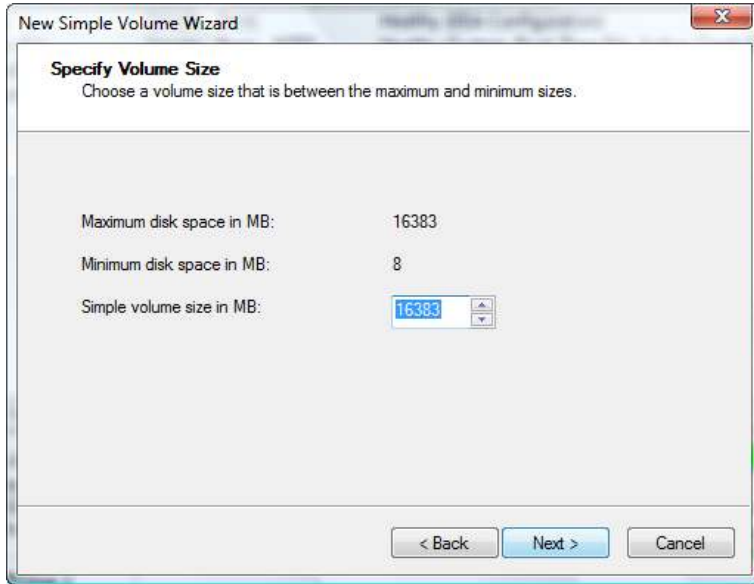 New Simple Volume Wizard
Specify Volume Size
Choose a volume size that is between the maximum and minimum sizes.
Maximum disk space in MB: 16383
Minimum disk space in MB: 8
Simple volume size in MB: 16383
< Back Next > Cancel